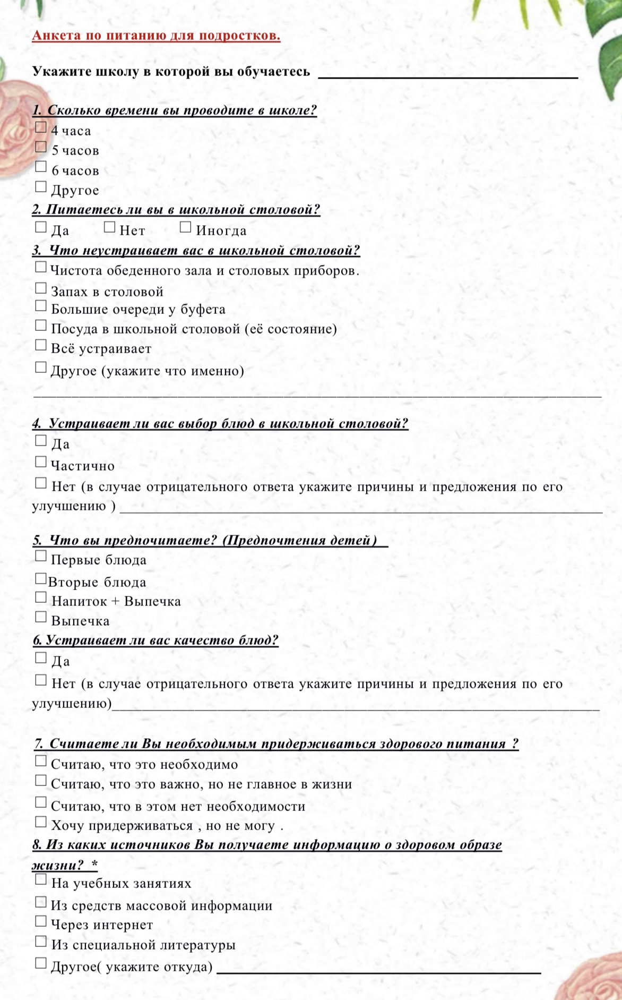 Анкета по питанию для подростков.
Укажите школу в которой вы обучаетесь ____________________
1. Сколько времени вы проводите в школе?
☐ 4 часа
☐ 5 часов
☐ 6 часов
☐ Другое
2. Питаетесь ли вы в школьной столовой?
☐ Да ☐ Нет ☐ Иногда
3. Что неустраивает вас в школьной столовой?
☐ Чистота обеденного зала и столовых приборов.
☐ Запах в столовой
☐ Большие очереди у буфета
☐ Посуда в школьной столовой (её состояние)
☐ Всё устраивает
☐ Другое (укажите что именно)
____________________
4. Устраивает ли вас выбор блюд в школьной столовой?
☐ Да
☐ Частично
☐ Нет (в случае отрицательного ответа укажите причины и предложения по его
улучшению ) ____________________
5. Что вы предпочитаете? (Предпочтения детей)
☐ Первые блюда
☐Вторые блюда
☐ Напиток + Выпечка
☐ Выпечка
6. Устраивает ли вас качество блюд?
☐ Да
☐ Нет (в случае отрицательного ответа укажите причины и предложения по его
улучшению)____________________
7. Считаете ли Вы необходимым придерживаться здорового питания ?
☐ Считаю, что это необходимо
☐ Считаю, что это важно, но не главное в жизни
☐ Считаю, что в этом нет необходимости
☐ Хочу придерживаться , но не могу .
8. Из каких источников Вы получаете информацию о здоровом образе
жизни? *
☐ На учебных занятиях
☐ Из средств массовой информации
☐ Через интернет
☐ Из специальной литературы
☐ Другое( укажите откуда) ____________________